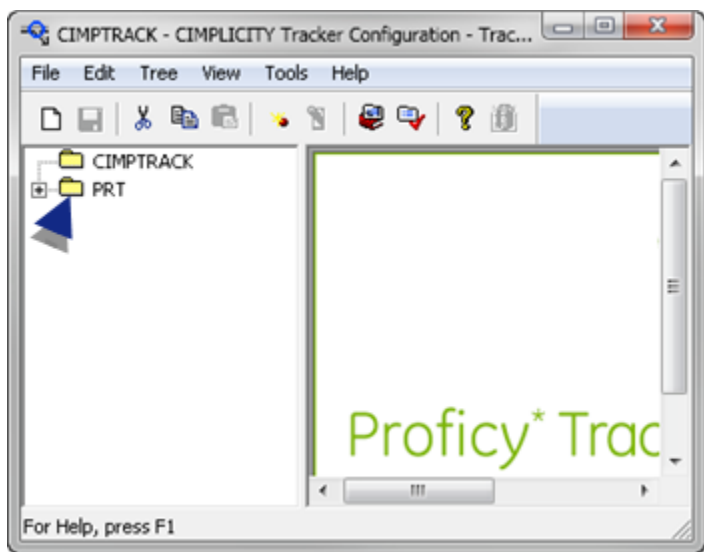 CIMPTRACK - CIMPLICITY Tracker Configuration - Trac...
File Edit Tree View Tools Help
CIMPTRACK
PRT
Proficy* Trac
For Help, press F1